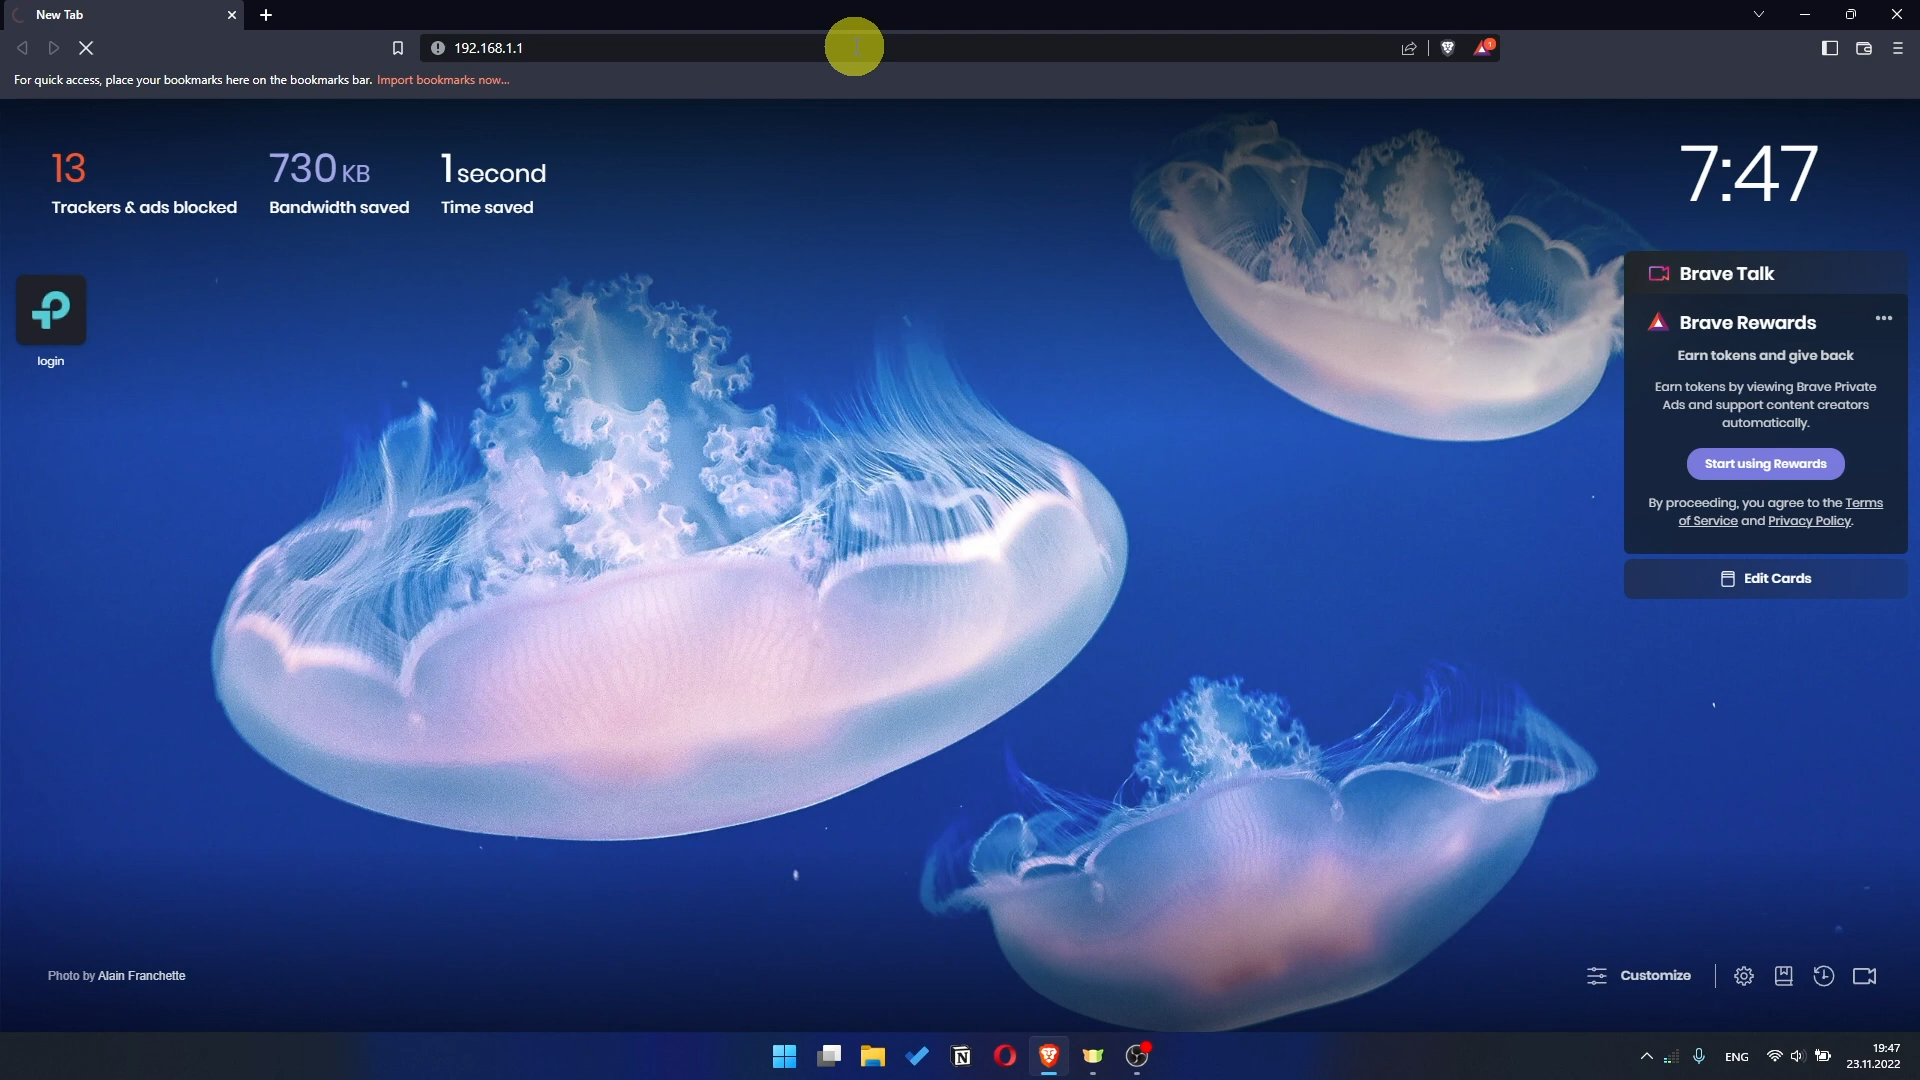 New Tab
192.168.1.1
1
For quick access, place your bookmarks here on the bookmarks bar. Import bookmarks now...
13
Trackers & ads blocked
730 KB
Bandwidth saved
1 second
Time saved
7:47
login
Brave Talk
Brave Rewards
Earn tokens and give back
Earn tokens by viewing Brave Private
Ads and support content creators
automatically.
Start using Rewards
By proceeding, you agree to the Terms
of Service and Privacy Policy.
Edit Cards
Photo by Alain Franchette
Customize
ENG
19:47
23.11.2022